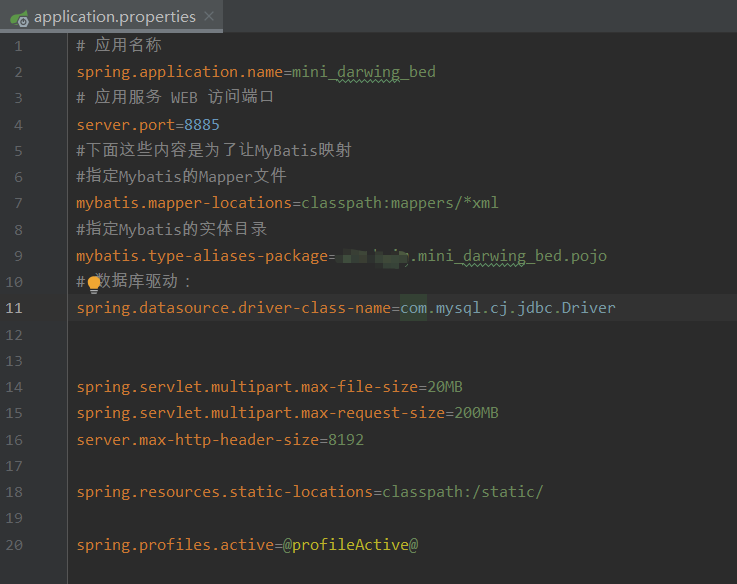 application.properties
1 # 应用名称
2 spring.application.name=mini_darwing_bed
3 # 应用服务 WEB 访问端口
4 server.port=8885
5 #下面这些内容是为了让MyBatis映射
6 #指定Mybatis的Mapper文件
7 mybatis.mapper-locations=classpath:mappers/*xml
8 #指定Mybatis的实体目录
9 mybatis.type-aliases-package= .mini_darwing_bed.pojo
10 # 数据库驱动：
11 spring.datasource.driver-class-name=com.mysql.cj.jdbc.Driver
12
13
14 spring.servlet.multipart.max-file-size=20MB
15 spring.servlet.multipart.max-request-size=200MB
16 server.max-http-header-size=8192
17
18 spring.resources.static-locations=classpath:/static/
19
20 spring.profiles.active=@profileActive@